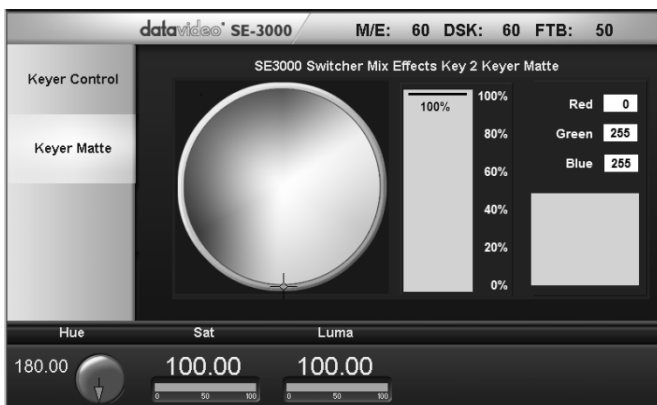 datavideo SE-3000 M/E: 60 DSK: 60 FTB: 50
SE3000 Switcher Mix Effects Key 2 Keyer Matte
Keyer Control
Keyer Matte
100%
100%
80%
60%
40%
20%
0%
Red 0
Green 255
Blue 255
Hue Sat Luma
180.00 100.00 100.00
0 50 100 0 50 100